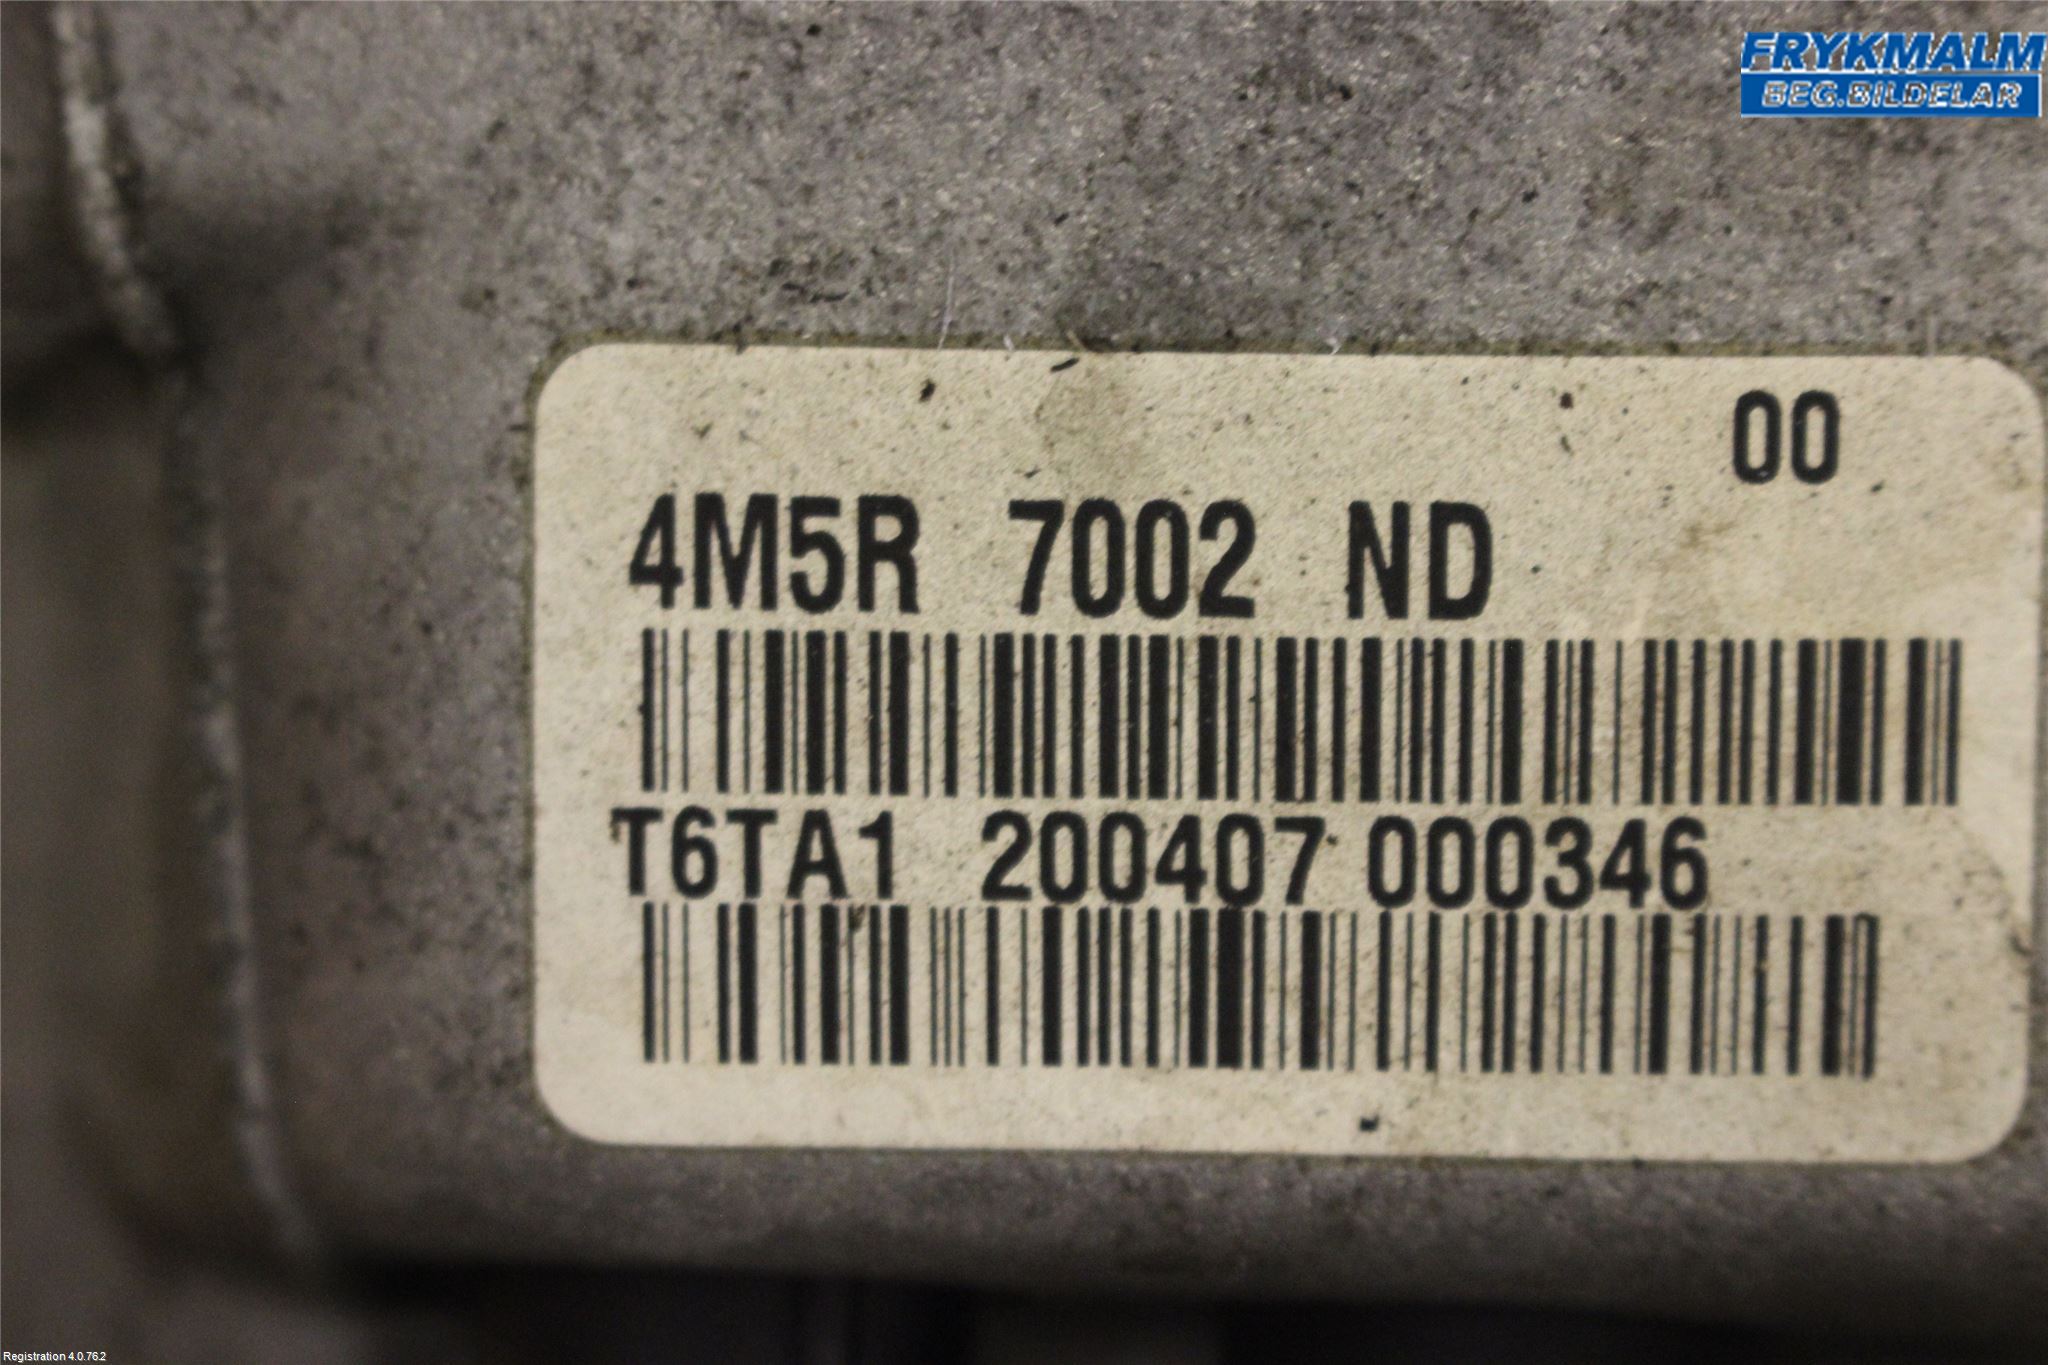 FRYKMALM
BEG.BILDELAR
00
4M5R 7002 ND
T6TA1 200407 000346
Registration 4.0.76.2